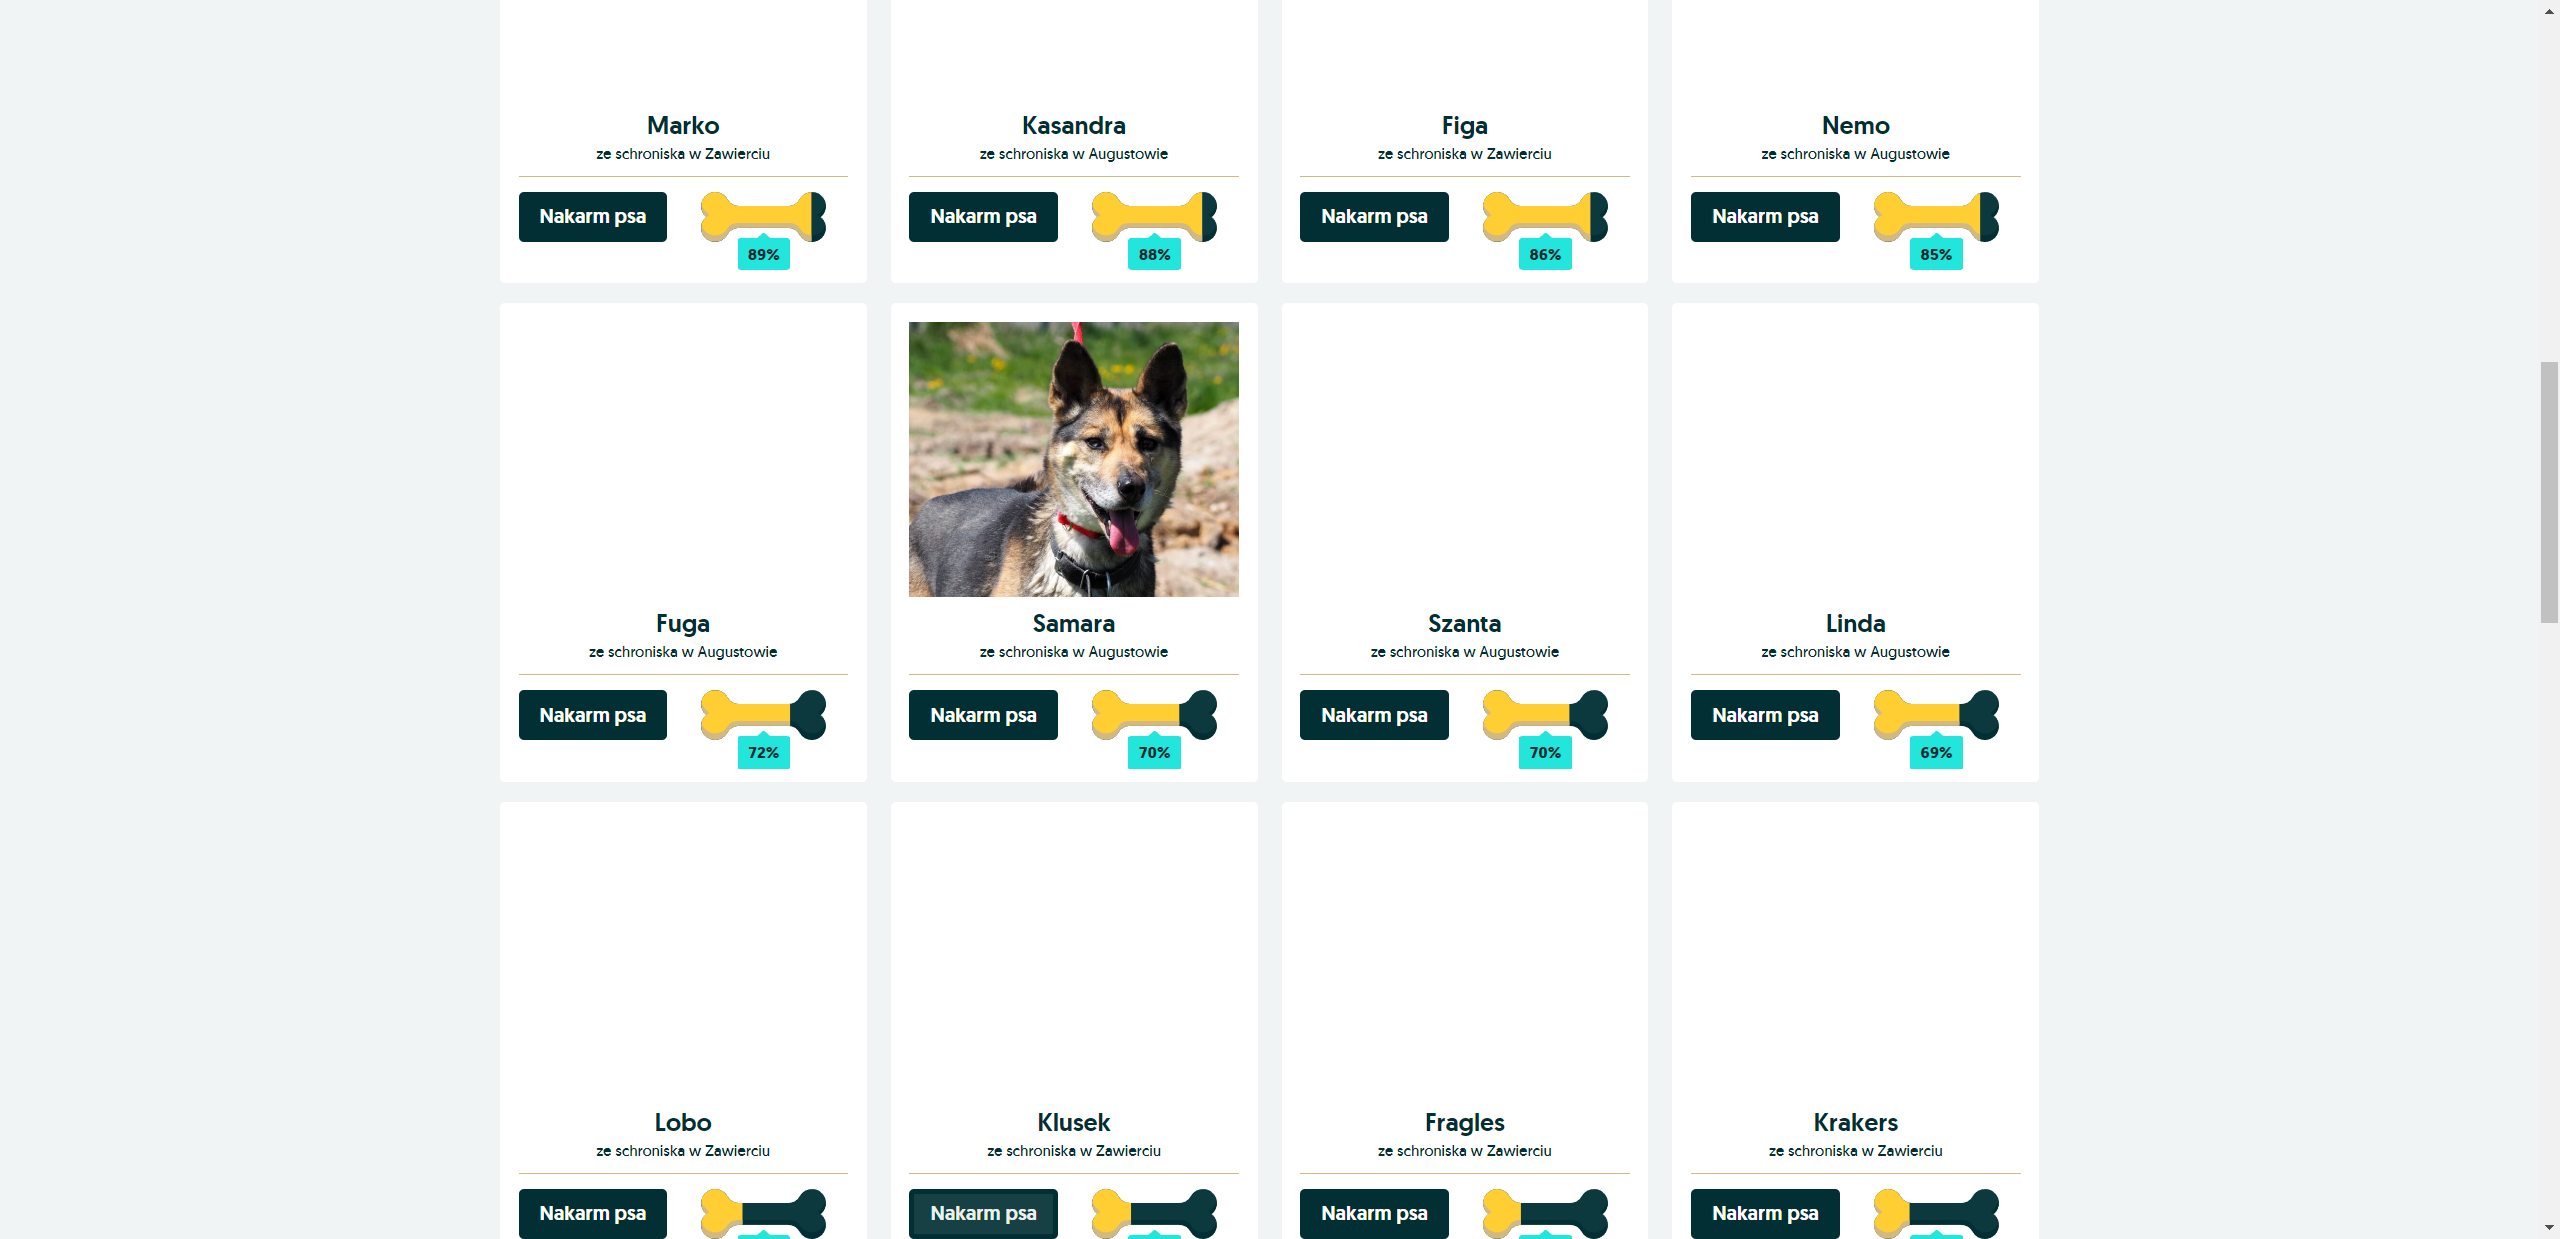 Marko
ze schroniska w Zawierciu
Nakarm psa
89%
Kasandra
ze schroniska w Augustowie
Nakarm psa
88%
Figa
ze schroniska w Zawierciu
Nakarm psa
86%
Nemo
ze schroniska w Augustowie
Nakarm psa
85%
Fuga
ze schroniska w Augustowie
Nakarm psa
72%
Samara
ze schroniska w Augustowie
Nakarm psa
70%
Szanta
ze schroniska w Augustowie
Nakarm psa
70%
Linda
ze schroniska w Augustowie
Nakarm psa
69%
Lobo
ze schroniska w Zawierciu
Nakarm psa
Klusek
ze schroniska w Zawierciu
Nakarm psa
Fragles
ze schroniska w Zawierciu
Nakarm psa
Krakers
ze schroniska w Zawierciu
Nakarm psa